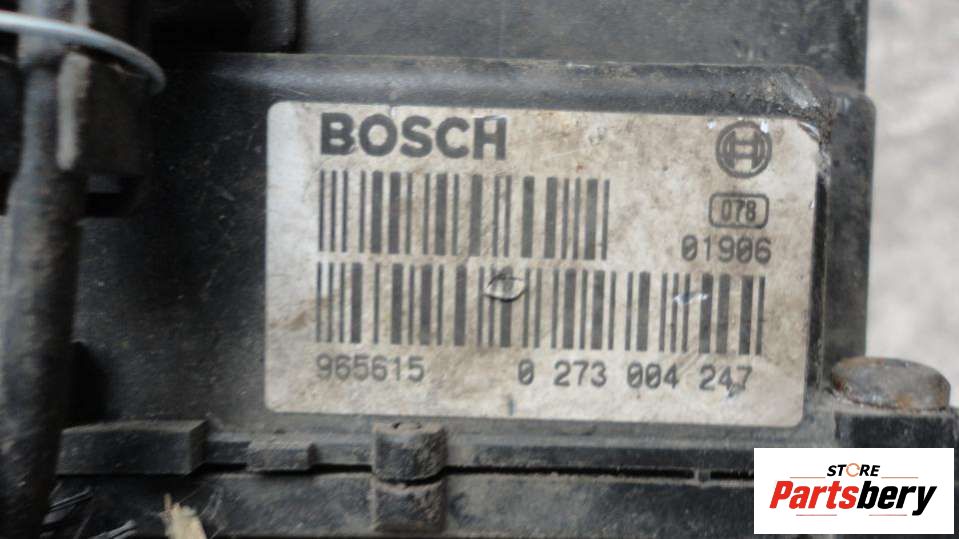 BOSCH
078
01906
965615 0 273 004 247
STORE
Partsbery